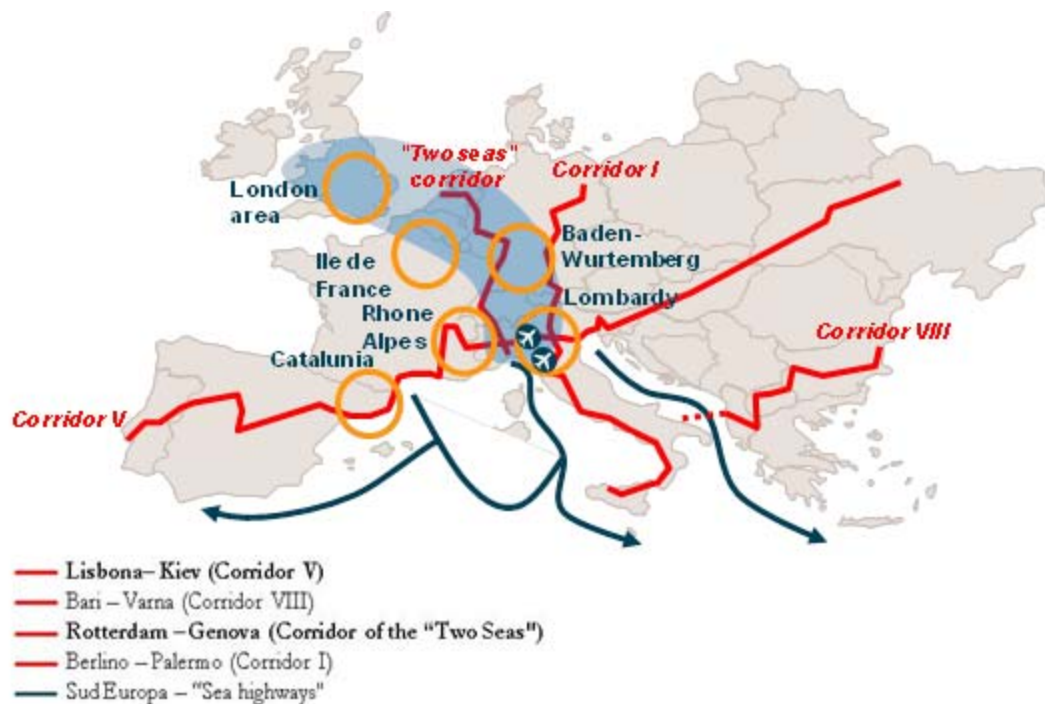 "Two seas"
corridor
Corridor I
London
area
Baden-
Wurtemberg
Ile de
France
Lombardy
Rhone
Alpes
Corridor VIII
Catalunia
Corridor V
Lisbona – Kiev (Corridor V)
Bari – Varna (Corridor VIII)
Rotterdam – Genova (Corridor of the "Two Seas")
Berlino – Palermo (Corridor I)
Sud Europa – "Sea highways"